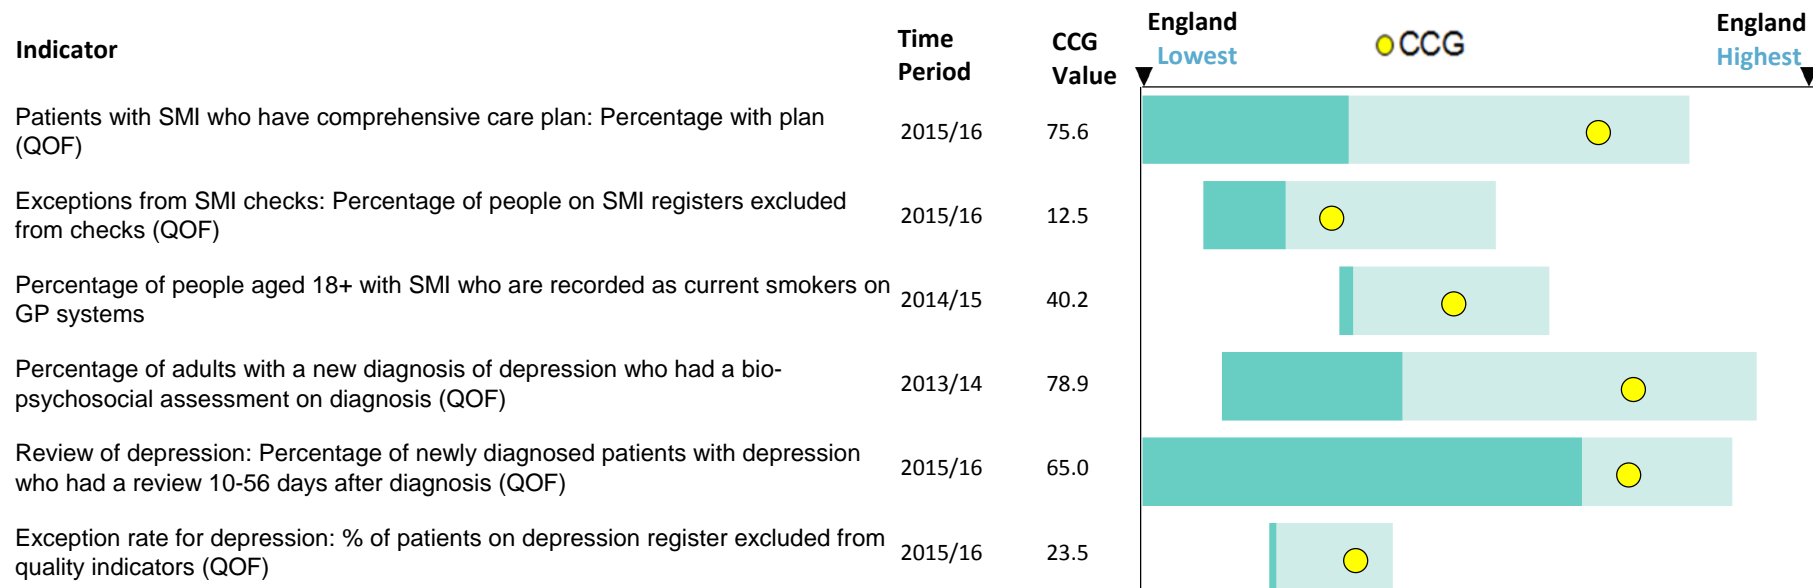 Indicator
Time
Period
CCG
Value
England
Lowest
CCG
England
Highest
Patients with SMI who have comprehensive care plan: Percentage with plan
(QOF)
2015/16
75.6
Exceptions from SMI checks: Percentage of people on SMI registers excluded
from checks (QOF)
2015/16
12.5
Percentage of people aged 18+ with SMI who are recorded as current smokers on
GP systems
2014/15
40.2
Percentage of adults with a new diagnosis of depression who had a bio-
psychosocial assessment on diagnosis (QOF)
2013/14
78.9
Review of depression: Percentage of newly diagnosed patients with depression
who had a review 10-56 days after diagnosis (QOF)
2015/16
65.0
Exception rate for depression: % of patients on depression register excluded from
quality indicators (QOF)
2015/16
23.5